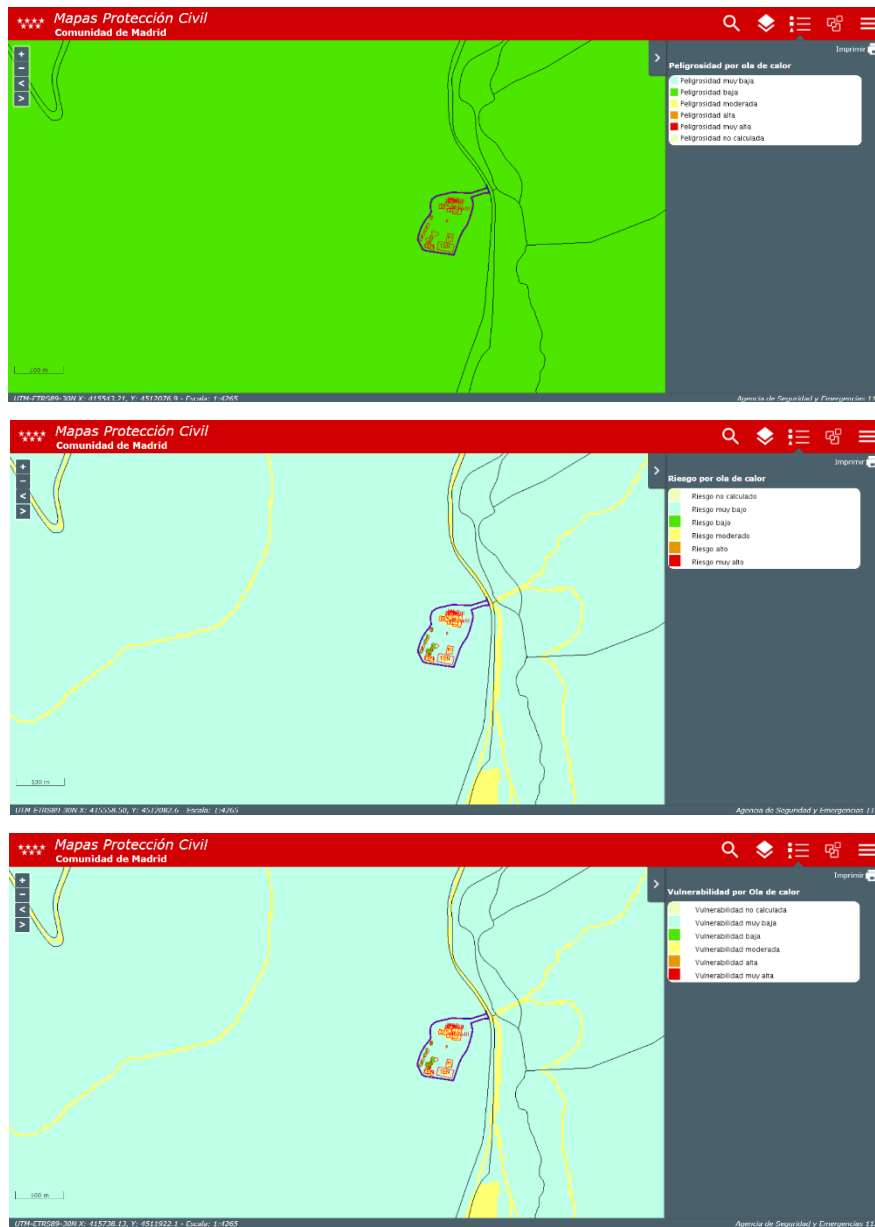 Mapas Protección Civil
Comunidad de Madrid
Imprimir
+
−
<
>
>
Peligrosidad por ola de calor
Peligrosidad muy baja
Peligrosidad baja
Peligrosidad moderada
Peligrosidad alta
Peligrosidad muy alta
Peligrosidad no calculada
100 m
UTM-ETRS89-30N X: 415543.21, Y: 4512076.9 - Escala: 1:4265
Agencia de Seguridad y Emergencias 11
Mapas Protección Civil
Comunidad de Madrid
Imprimir
+
−
<
>
>
Riesgo por ola de calor
Riesgo no calculado
Riesgo muy bajo
Riesgo bajo
Riesgo moderado
Riesgo alto
Riesgo muy alto
100 m
UTM-ETRS89-30N X: 415558.50, Y: 4512082.6 - Escala: 1:4265
Agencia de Seguridad y Emergencias 11
Mapas Protección Civil
Comunidad de Madrid
Imprimir
+
−
<
>
>
Vulnerabilidad por Ola de calor
Vulnerabilidad no calculada
Vulnerabilidad muy baja
Vulnerabilidad baja
Vulnerabilidad moderada
Vulnerabilidad alta
Vulnerabilidad muy alta
100 m
UTM-ETRS89-30N X: 415738.13, Y: 4511922.1 - Escala: 1:4265
Agencia de Seguridad y Emergencias 11